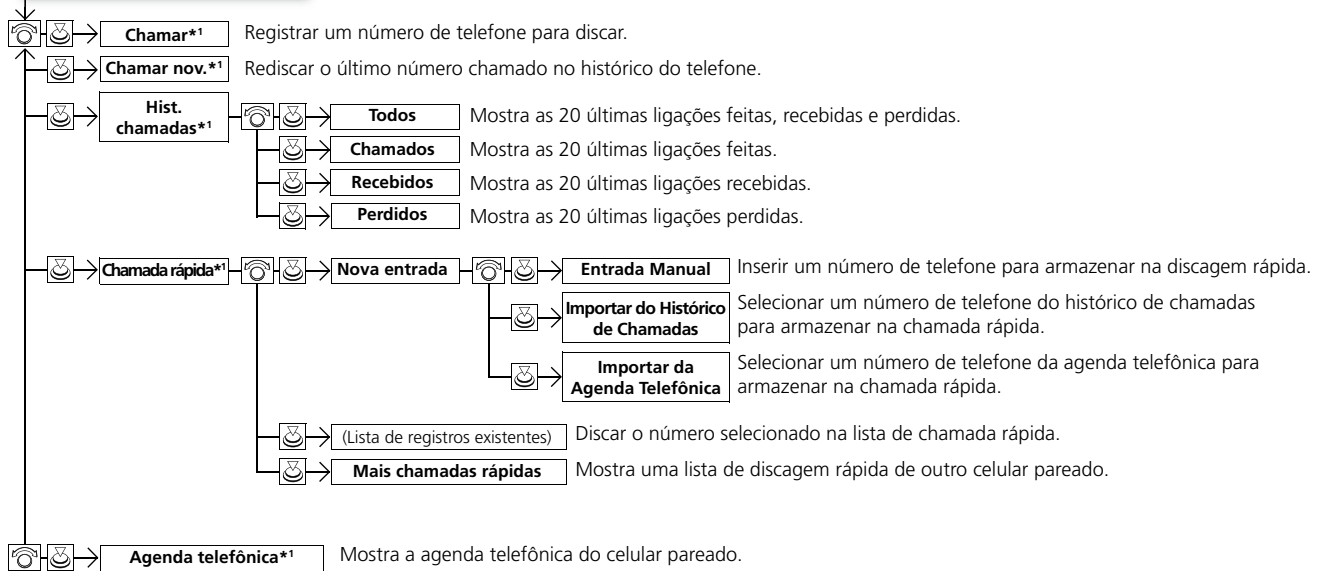 Chamar*1 Registrar um número de telefone para discar.
Chamar nov.*1 Rediscar o último número chamado no histórico do telefone.
Hist.
chamadas*1
Todos Mostra as 20 últimas ligações feitas, recebidas e perdidas.
Chamados Mostra as 20 últimas ligações feitas.
Recebidos Mostra as 20 últimas ligações recebidas.
Perdidos Mostra as 20 últimas ligações perdidas.
Chamada rápida*1 Nova entrada Entrada Manual Inserir um número de telefone para armazenar na discagem rápida.
Importar do Histórico
de Chamadas
Selecionar um número de telefone do histórico de chamadas
para armazenar na chamada rápida.
Importar da
Agenda Telefônica
Selecionar um número de telefone da agenda telefônica para
armazenar na chamada rápida.
(Lista de registros existentes) Discar o número selecionado na lista de chamada rápida.
Mais chamadas rápidas Mostra uma lista de discagem rápida de outro celular pareado.
Agenda telefônica*1 Mostra a agenda telefônica do celular pareado.